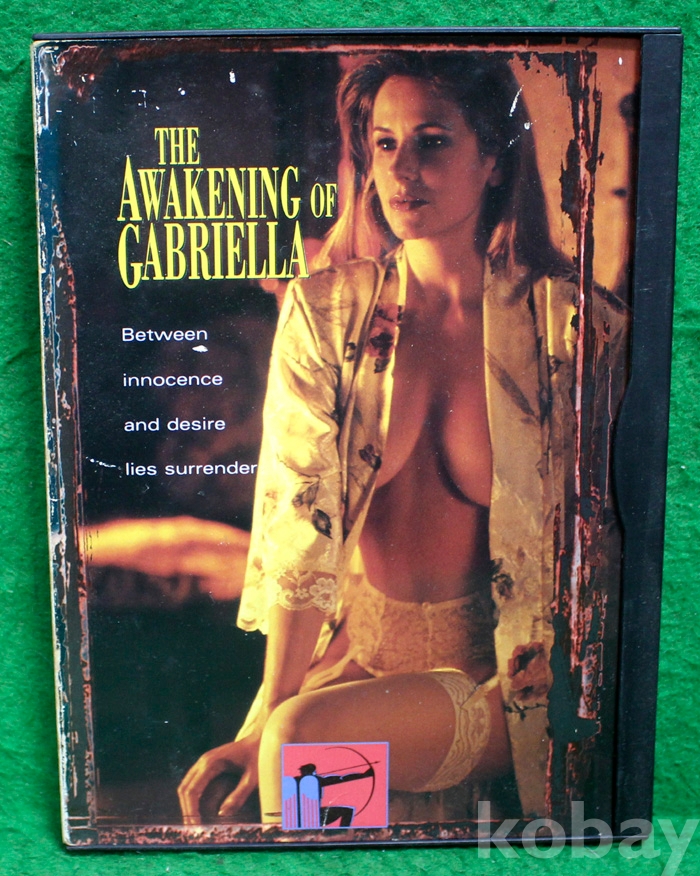 THE
AWAKENING OF
GABRIELLA
Between
innocence
and desire
lies surrender
kobay